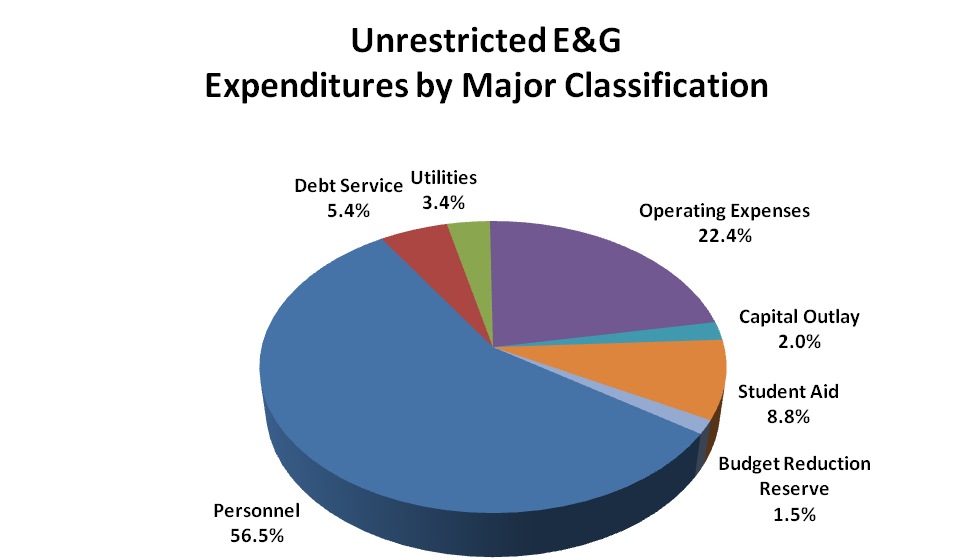 Unrestricted E&G
Expenditures by Major Classification
Debt Service
5.4%
Utilities
3.4%
Operating Expenses
22.4%
Capital Outlay
2.0%
Student Aid
8.8%
Budget Reduction
Reserve
1.5%
Personnel
56.5%